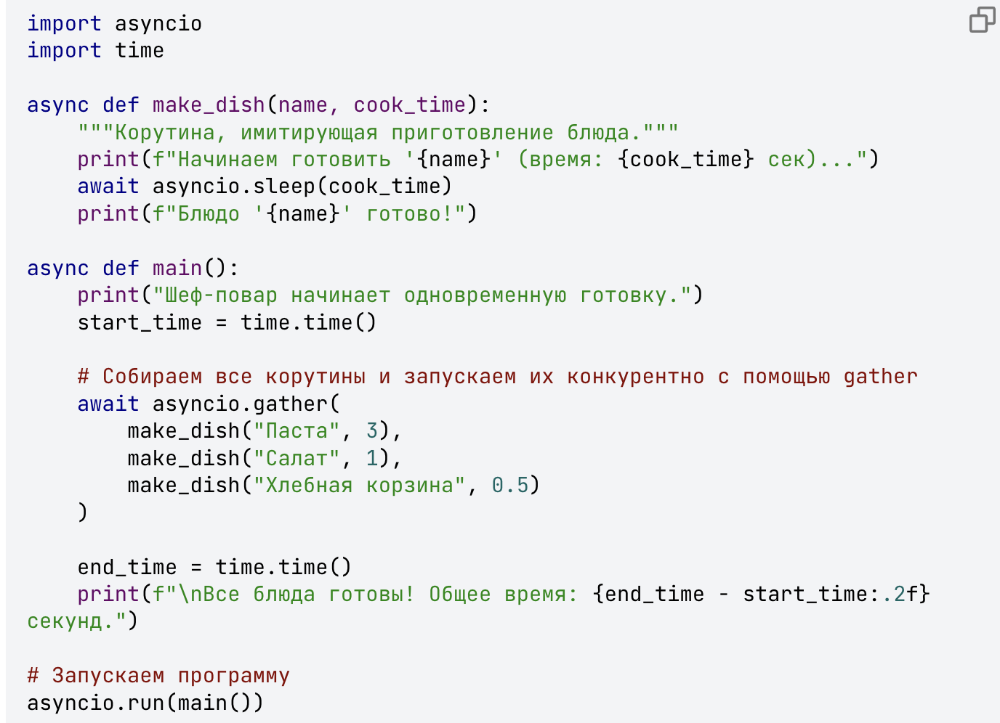 import asyncio
import time

async def make_dish(name, cook_time):
    """Корутина, имитирующая приготовление блюда."""
    print(f"Начинаем готовить '{name}' (время: {cook_time} сек)...")
    await asyncio.sleep(cook_time)
    print(f"Блюдо '{name}' готово!")

async def main():
    print("Шеф-повар начинает одновременную готовку.")
    start_time = time.time()

    # Собираем все корутины и запускаем их конкурентно с помощью gather
    await asyncio.gather(
        make_dish("Паста", 3),
        make_dish("Салат", 1),
        make_dish("Хлебная корзина", 0.5)
    )

    end_time = time.time()
    print(f"\nВсе блюда готовы! Общее время: {end_time - start_time:.2f}
секунд.")

# Запускаем программу
asyncio.run(main())